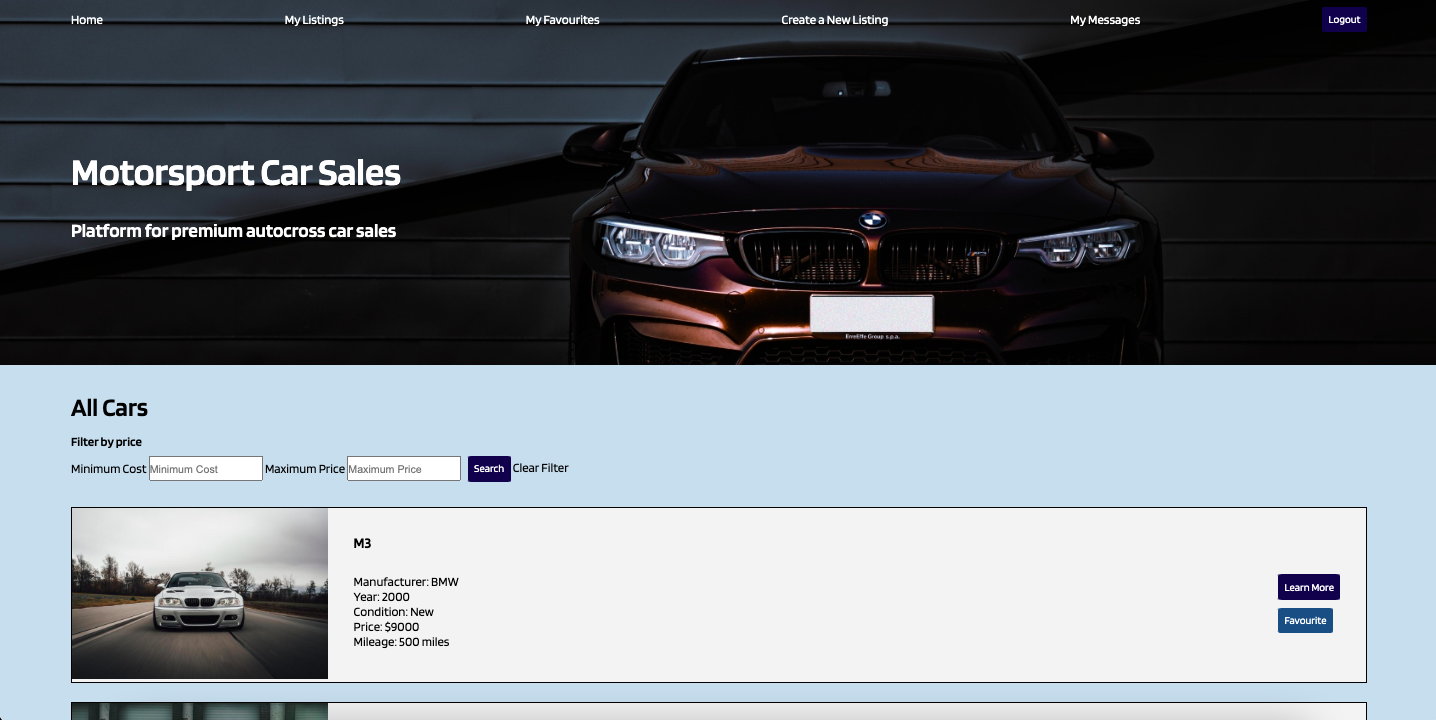 Home My Listings My Favourites Create a New Listing My Messages Logout
Motorsport Car Sales
Platform for premium autocross car sales
ErreEffe Group s.p.a.
All Cars
Filter by price
Minimum Cost Minimum Cost Maximum Price Maximum Price Search Clear Filter
M3
Manufacturer: BMW
Year: 2000
Condition: New
Price: $9000
Mileage: 500 miles
Learn More
Favourite